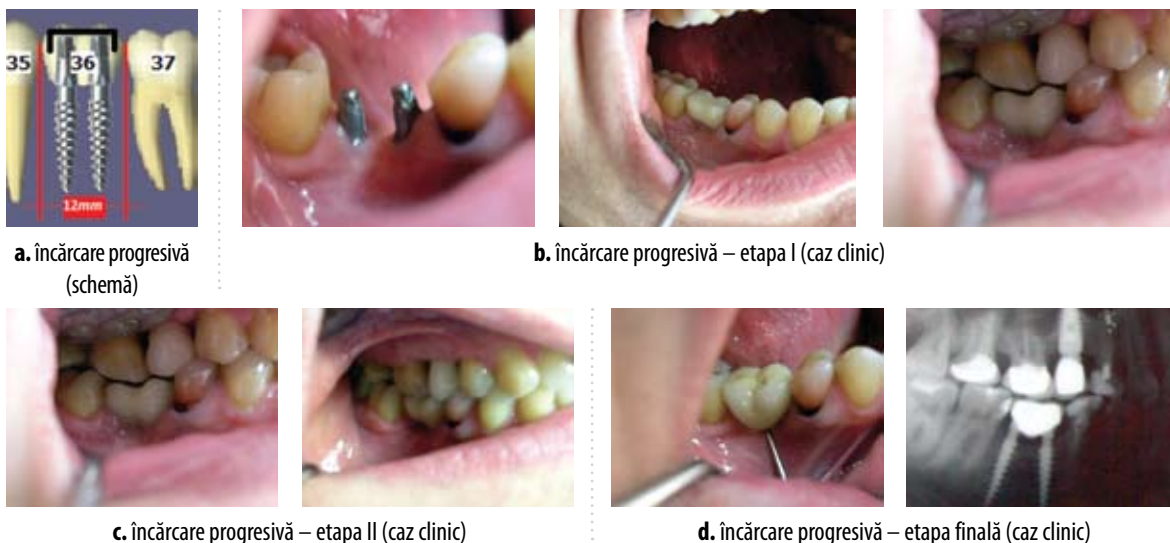 35 36 37
12mm
a. încărcare progresivă
(schemă)
b. încărcare progresivă – etapa I (caz clinic)
c. încărcare progresivă – etapa II (caz clinic)
d. încărcare progresivă – etapa finală (caz clinic)